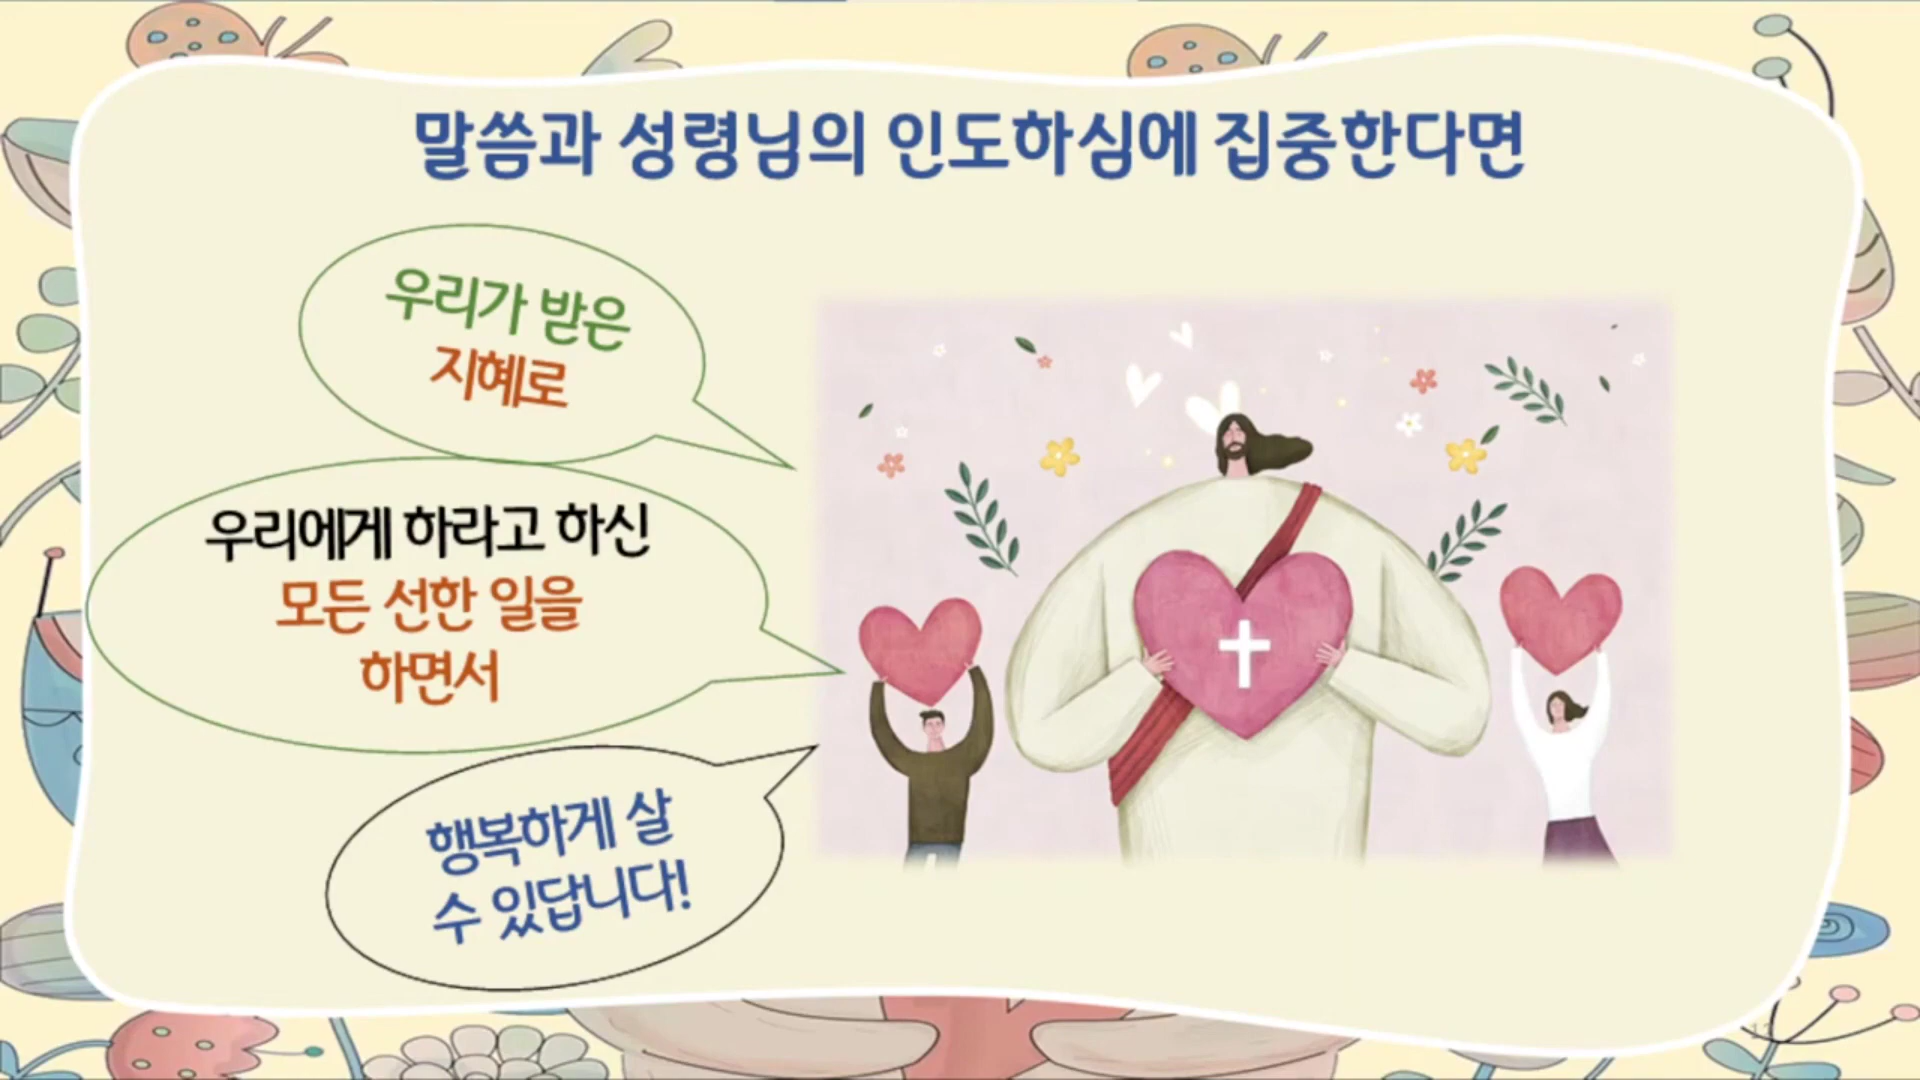 말씀과 성령님의 인도하심에 집중한다면
우리가 받은
지혜로
우리에게 하라고 하신
모든 선한 일을
하면서
행복하게 살
수 있답니다!